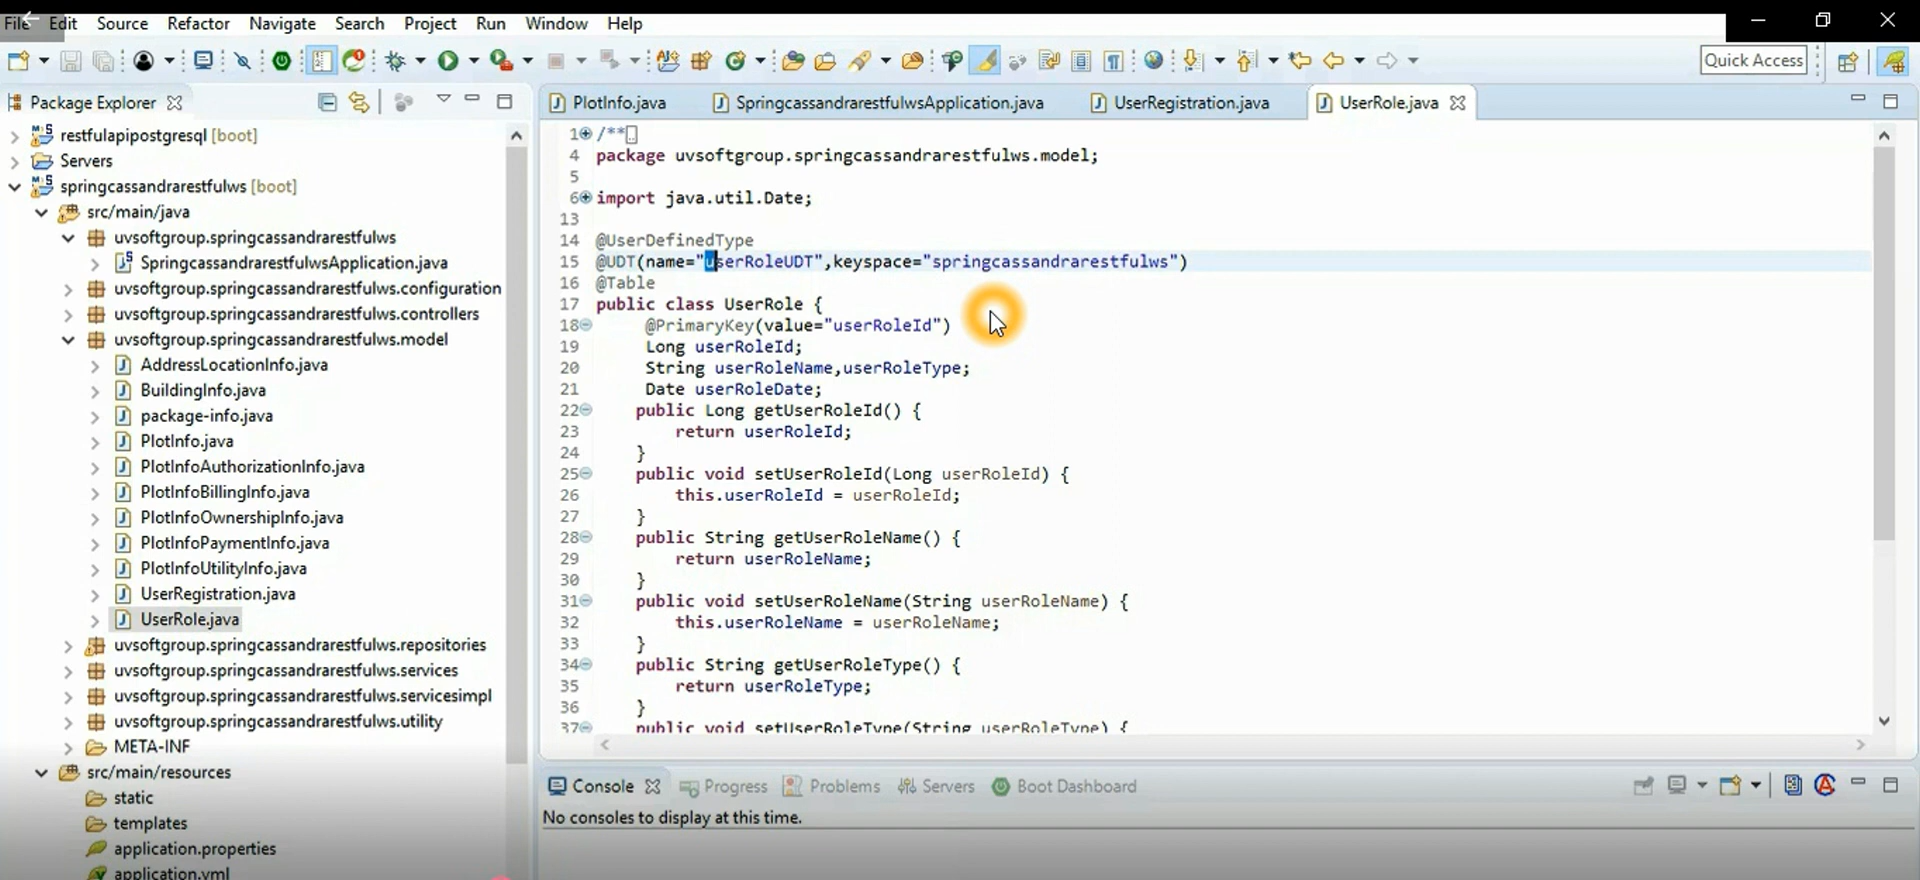 File Edit Source Refactor Navigate Search Project Run Window Help
Quick Access
Package Explorer
PlotInfo.java SpringcassandrarestfulwsApplication.java UserRegistration.java UserRole.java
restfulapipostgresql [boot]
Servers
springcassandrarestfulws [boot]
src/main/java
uvsoftgroup.springcassandrarestfulws
SpringcassandrarestfulwsApplication.java
uvsoftgroup.springcassandrarestfulws.configuration
uvsoftgroup.springcassandrarestfulws.controllers
uvsoftgroup.springcassandrarestfulws.model
AddressLocationInfo.java
BuildingInfo.java
package-info.java
PlotInfo.java
PlotInfoAuthorizationInfo.java
PlotInfoBillingInfo.java
PlotInfoOwnershipInfo.java
PlotInfoPaymentInfo.java
PlotInfoUtilityInfo.java
UserRegistration.java
UserRole.java
uvsoftgroup.springcassandrarestfulws.repositories
uvsoftgroup.springcassandrarestfulws.services
uvsoftgroup.springcassandrarestfulws.servicesimpl
uvsoftgroup.springcassandrarestfulws.utility
META-INF
src/main/resources
static
templates
application.properties
application.yml
1 /**
4 package uvsoftgroup.springcassandrarestfulws.model;
5
6 import java.util.Date;
13
14 @UserDefinedType
15 @UDT(name="userRoleUDT",keyspace="springcassandrarestfulws")
16 @Table
17 public class UserRole {
18 @PrimaryKey(value="userRoleId")
19 Long userRoleId;
20 String userRoleName,userRoleType;
21 Date userRoleDate;
22 public Long getUserRoleId() {
23 return userRoleId;
24 }
25 public void setUserRoleId(Long userRoleId) {
26 this.userRoleId = userRoleId;
27 }
28 public String getUserRoleName() {
29 return userRoleName;
30 }
31 public void setUserRoleName(String userRoleName) {
32 this.userRoleName = userRoleName;
33 }
34 public String getUserRoleType() {
35 return userRoleType;
36 }
37 public void setUserRoleType(String userRoleType) {
Console Progress Problems Servers Boot Dashboard
No consoles to display at this time.